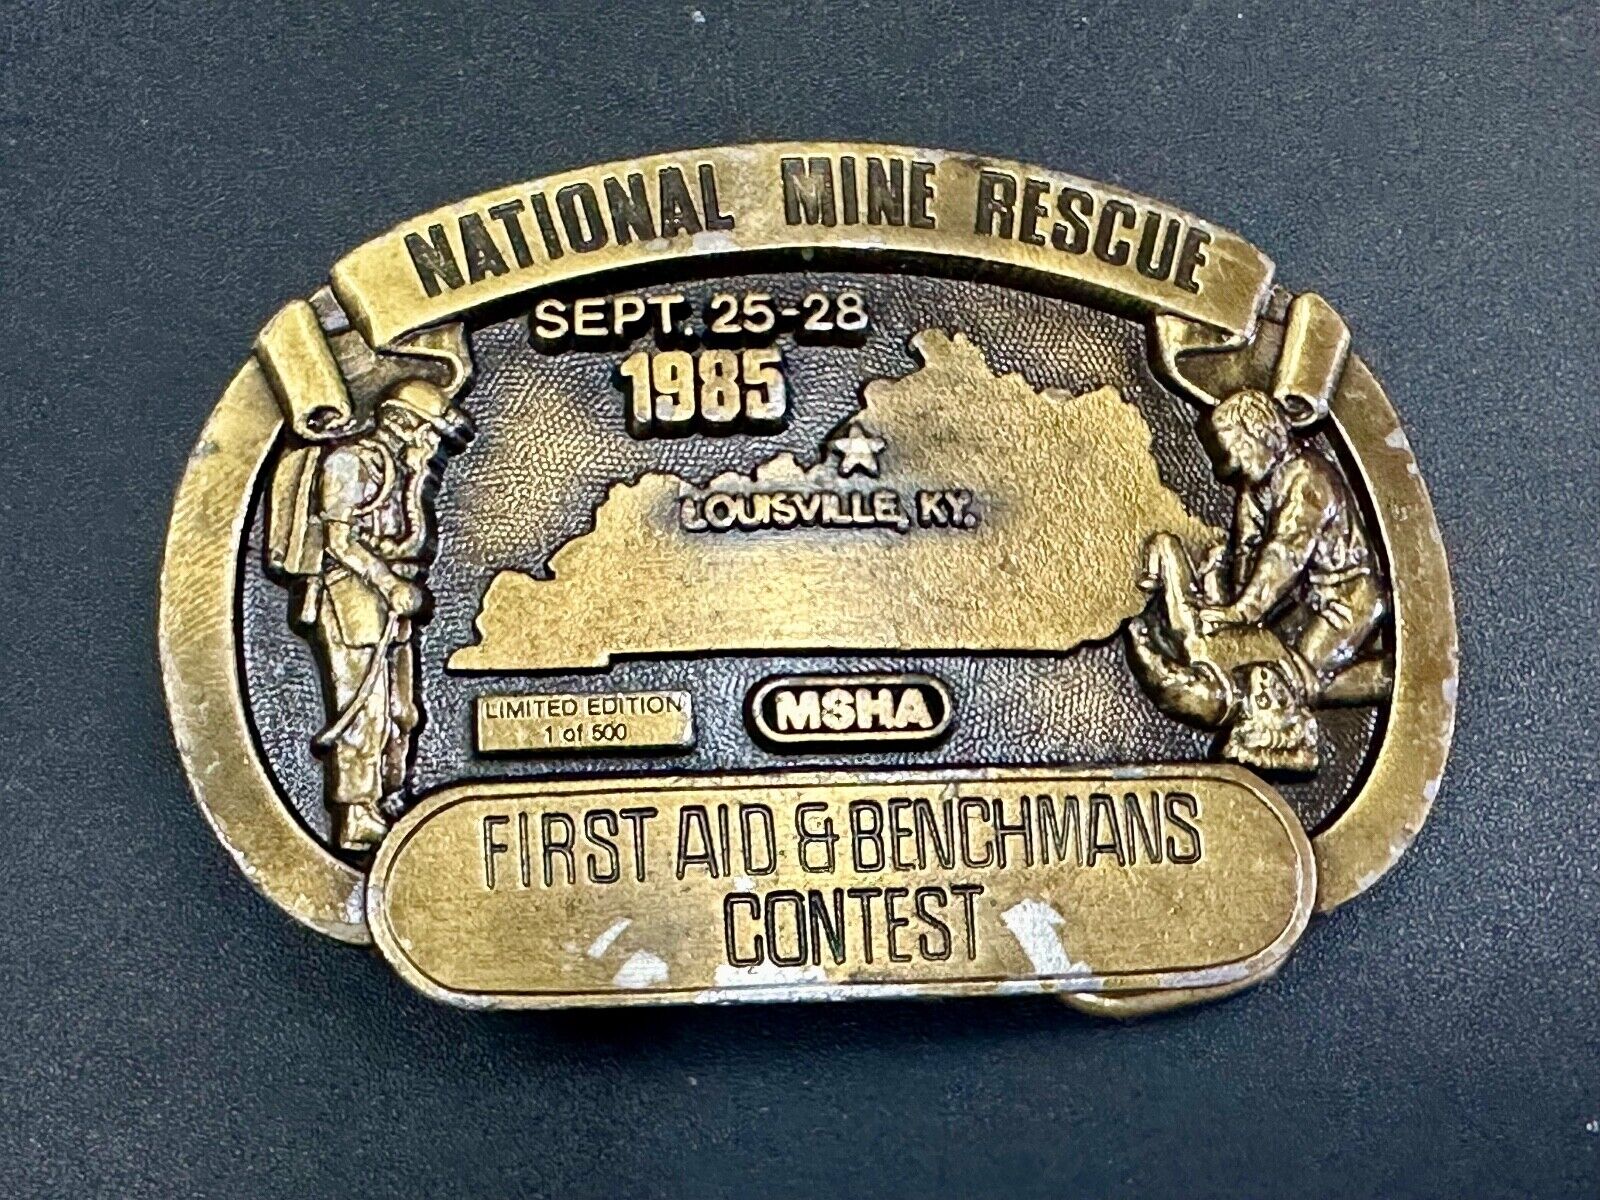 NATIONAL MINE RESCUE
SEPT. 25-28
1985
LOUISVILLE, KY.
LIMITED EDITION
1 of 500
MSHA
FIRST AID & BENCHMANS
CONTEST